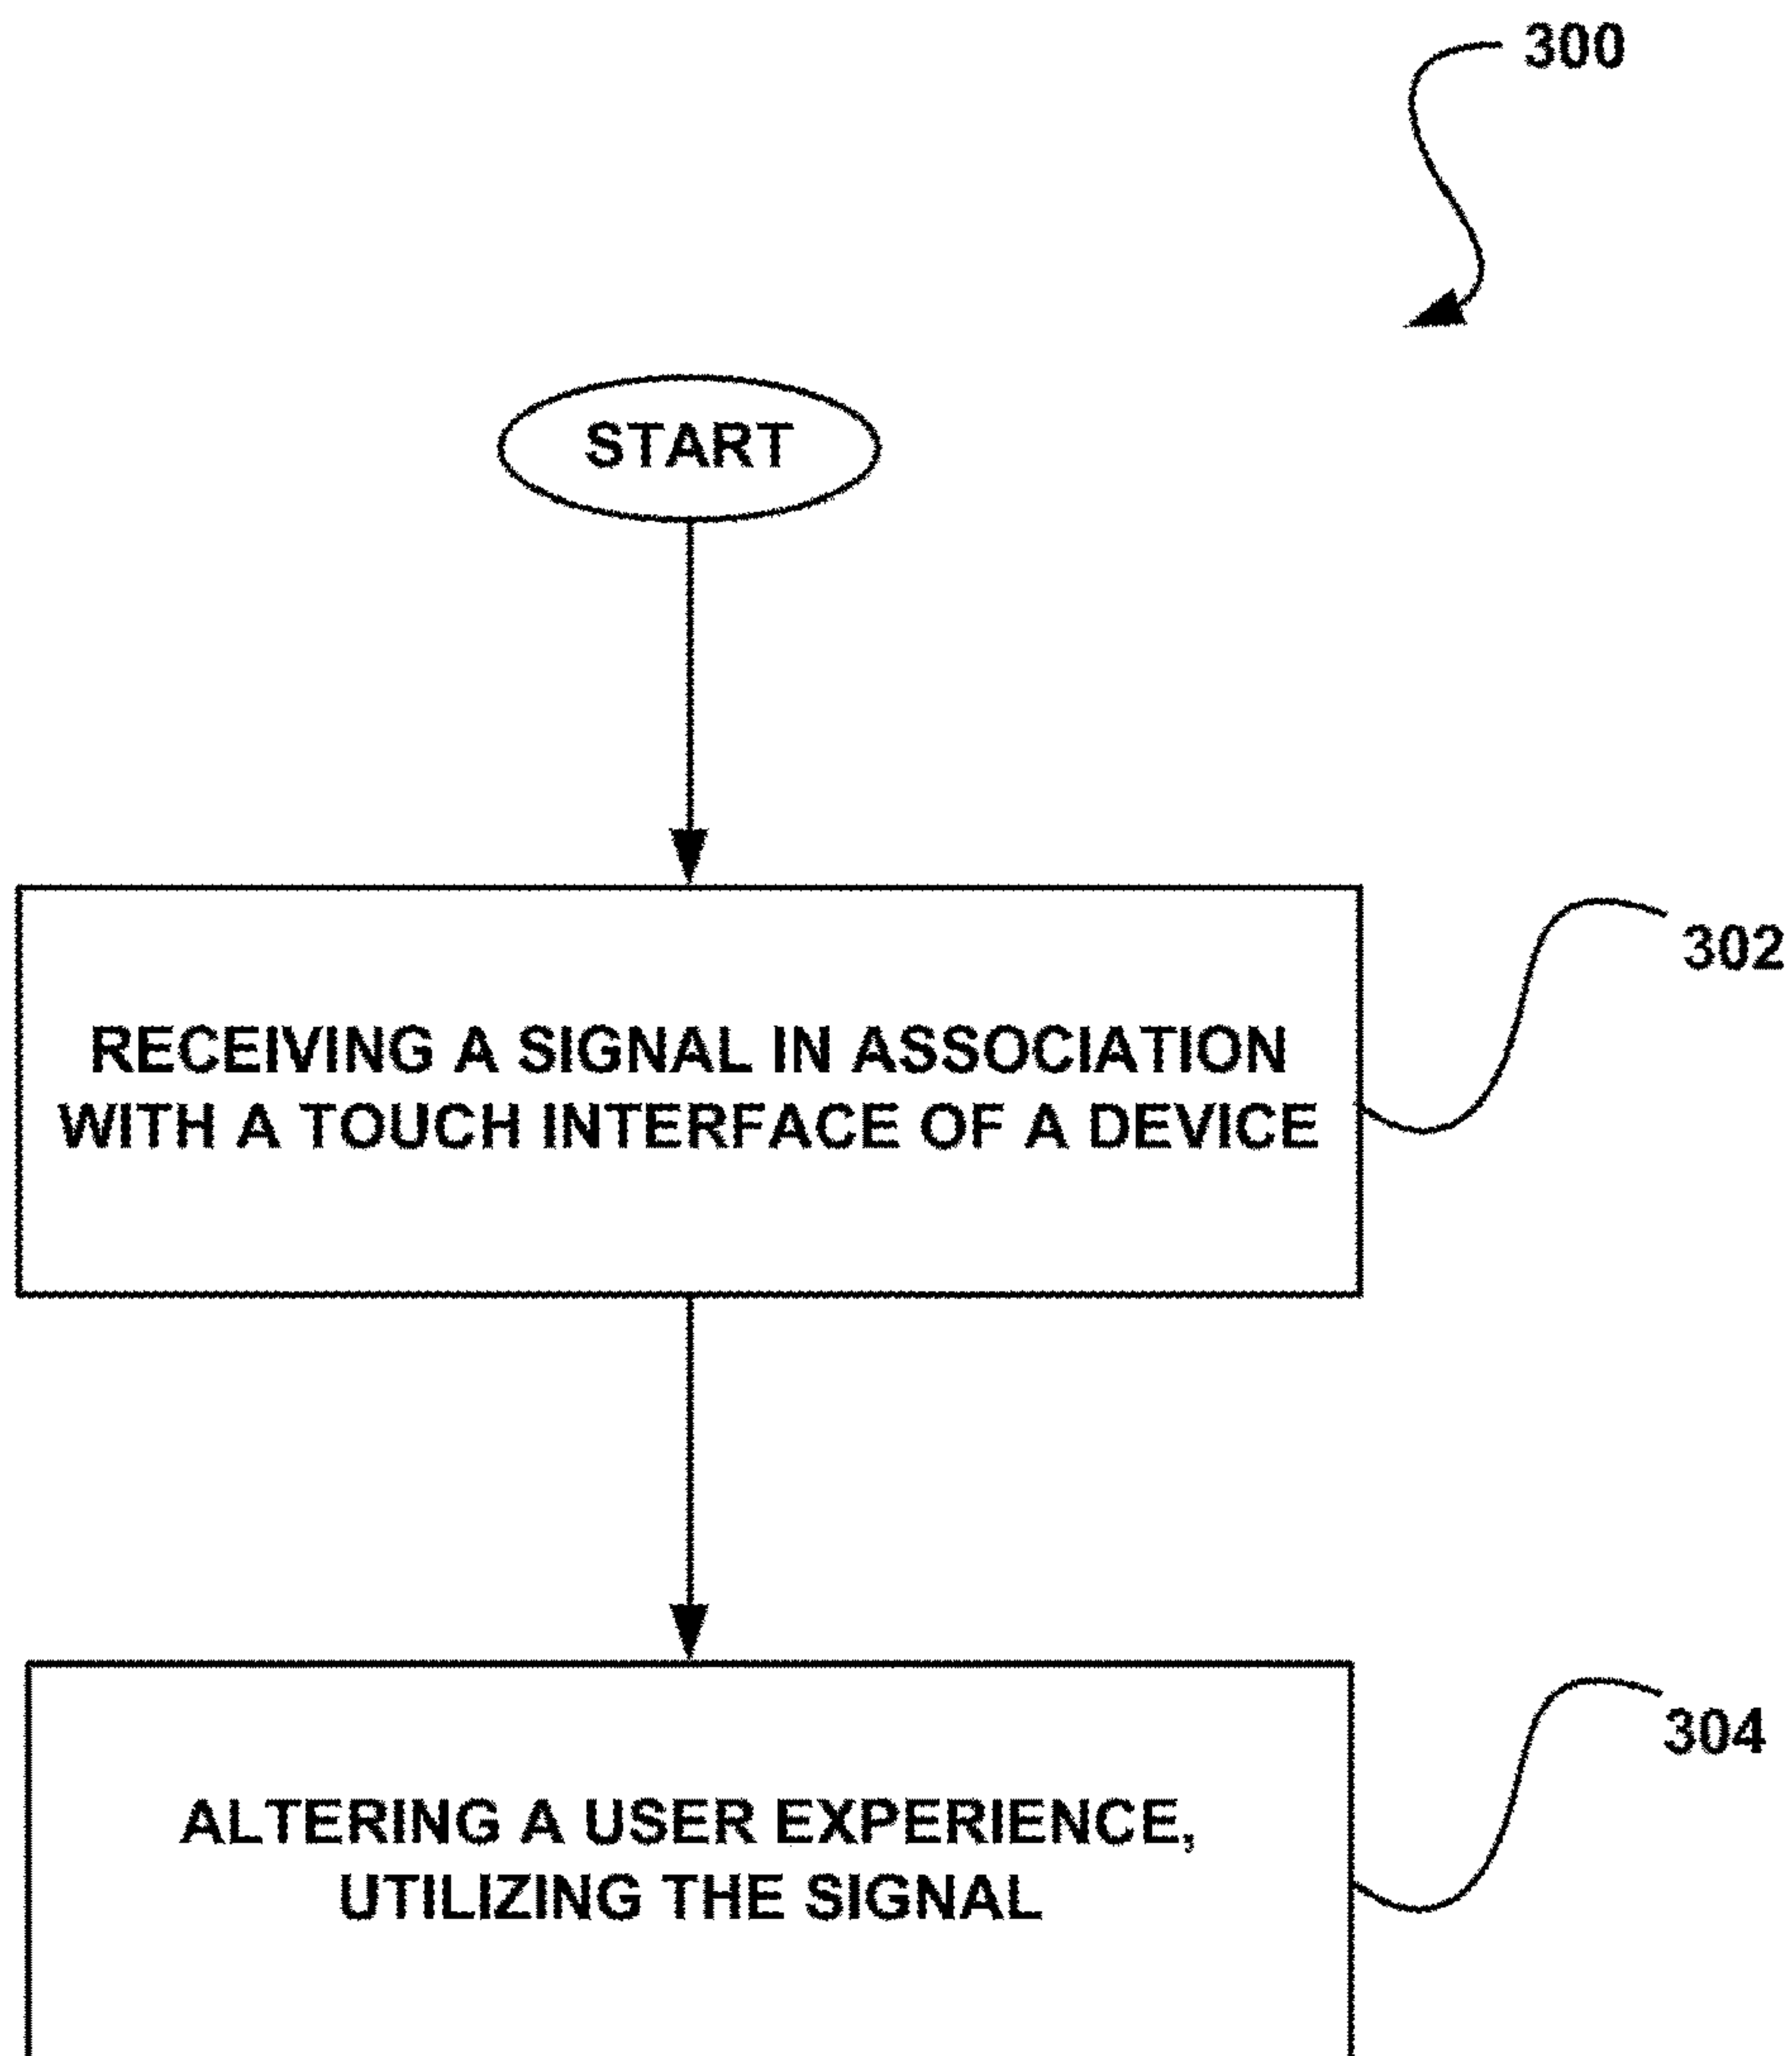 300
START
302
RECEIVING A SIGNAL IN ASSOCIATION
WITH A TOUCH INTERFACE OF A DEVICE
304
ALTERING A USER EXPERIENCE,
UTILIZING THE SIGNAL